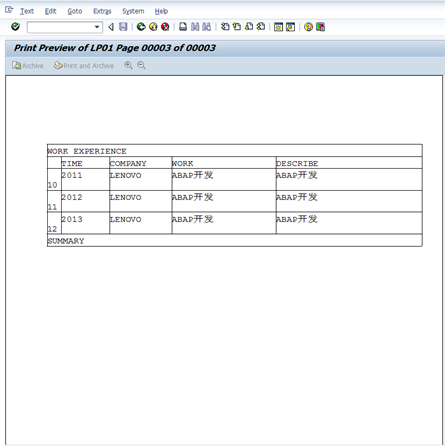 Text Edit Goto Extras System Help
Print Preview of LP01 Page 00003 of 00003
Archive Print and Archive
WORK EXPERIENCE
TIME COMPANY WORK DESCRIBE
2011 LENOVO ABAP开发 ABAP开发
10
2012 LENOVO ABAP开发 ABAP开发
11
2013 LENOVO ABAP开发 ABAP开发
12
SUMMARY